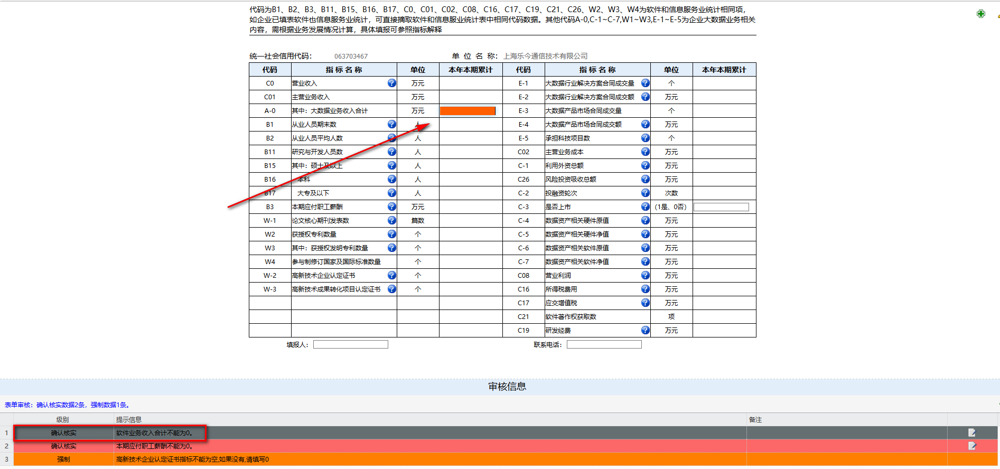 代码为B1、B2、B3、B11、B15、B16、B17、C0、C01、C02、C08、C16、C17、C19、C21、C26、W2、W3、W4为软件和信息服务业统计相同项，
如企业已填表软件也信息服务业统计，可直接摘取软件和信息服业统计表中相同代码数据。其他代码A-0,C-1~C-7,W1~W3,E-1~E-5为企业大数据业务相关
内容，需根据业务发展情况计算，具体填报可参照指标解释
统一社会信用代码： 063703467 单 位 名 称： 上海乐今通信技术有限公司
代码 指 标 名 称 单位 本年本期累计 代码 指 标 名 称 单位 本年本期累计
C0 营业收入 万元 E-1 大数据行业解决方案合同成交量 个
C01 主营业务收入 万元 E-2 大数据行业解决方案合同成交额 万元
A-0 其中：大数据业务收入合计 万元 E-3 大数据产品市场合同成交量 个
B1 从业人员期末数 人 E-4 大数据产品市场合同成交额 万元
B2 从业人员平均人数 人 E-5 承担科技项目数 个
B11 研究与开发人员数 人 C02 主营业务成本 万元
B15 其中：硕士及以上 人 C-1 利用外资总额 万元
B16 本科 人 C26 风险投资吸收总额 万元
B17 大专及以下 人 C-2 投融资轮次 次数
B3 本期应付职工薪酬 万元 C-3 是否上市 (1是、0否)
W-1 论文核心期刊发表数 篇数 C-4 数据资产相关硬件原值 万元
W2 获授权专利数量 个 C-5 数据资产相关硬件净值 万元
W3 其中：获授权发明专利数量 个 C-6 数据资产相关软件原值 万元
W4 参与制修订国家及国际标准数量 个 C-7 数据资产相关软件净值 万元
W-2 高新技术企业认定证书 个 C08 营业利润 万元
W-3 高新技术成果转化项目认定证书 个 C16 所得税费用 万元
C17 应交增值税 万元
C21 软件著作权获取数 项
C19 研发经费 万元
填报人： 联系电话：
审核信息
表单审核：确认核实数据2条，强制数据1条。
级别 提示信息 备注
1 确认核实 软件业务收入合计不能为0。
2 确认核实 本期应付职工薪酬不能为0。
3 强制 高新技术企业认定证书指标不能为空,如果没有,请填写0